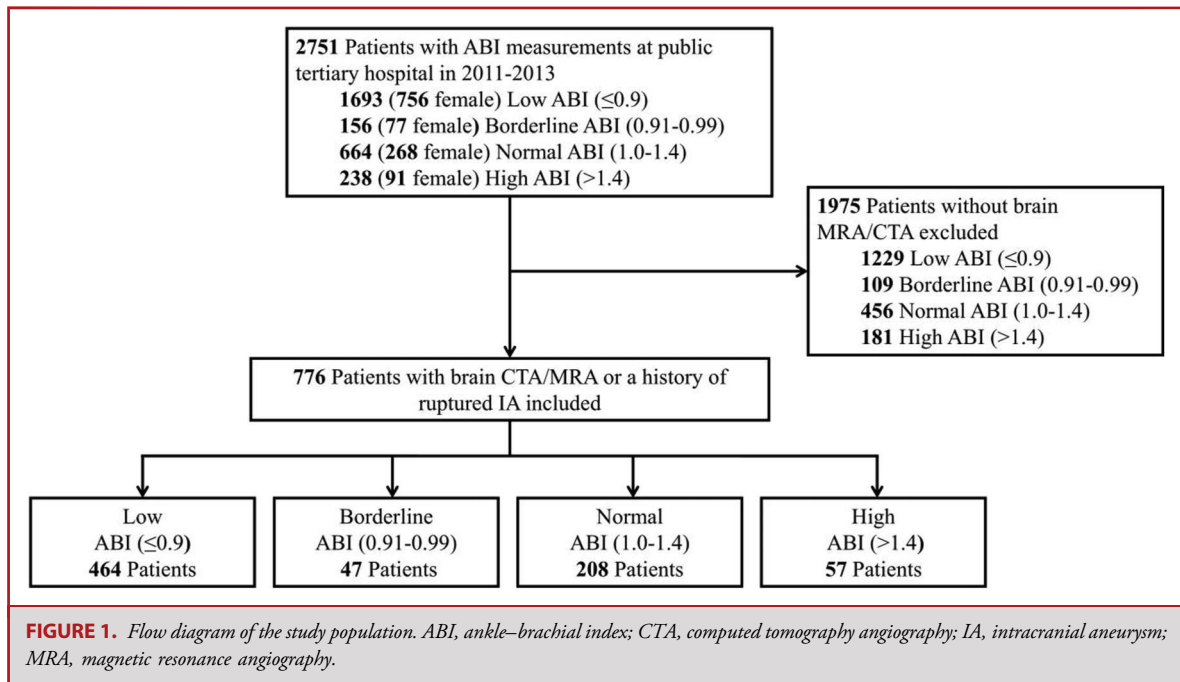 2751 Patients with ABI measurements at public
tertiary hospital in 2011-2013
1693 (756 female) Low ABI (≤0.9)
156 (77 female) Borderline ABI (0.91-0.99)
664 (268 female) Normal ABI (1.0-1.4)
238 (91 female) High ABI (>1.4)
1975 Patients without brain
MRA/CTA excluded
1229 Low ABI (≤0.9)
109 Borderline ABI (0.91-0.99)
456 Normal ABI (1.0-1.4)
181 High ABI (>1.4)
776 Patients with brain CTA/MRA or a history of
ruptured IA included
Low
ABI (≤0.9)
464 Patients
Borderline
ABI (0.91-0.99)
47 Patients
Normal
ABI (1.0-1.4)
208 Patients
High
ABI (>1.4)
57 Patients
FIGURE 1. Flow diagram of the study population. ABI, ankle–brachial index; CTA, computed tomography angiography; IA, intracranial aneurysm;
MRA, magnetic resonance angiography.